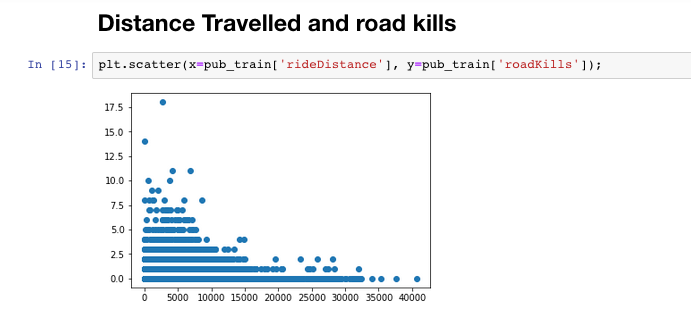 Distance Travelled and road kills
In [15]: plt.scatter(x=pub_train['rideDistance'], y=pub_train['roadKills']);
17.5
15.0
12.5
10.0
7.5
5.0
2.5
0.0
0 5000 10000 15000 20000 25000 30000 35000 40000